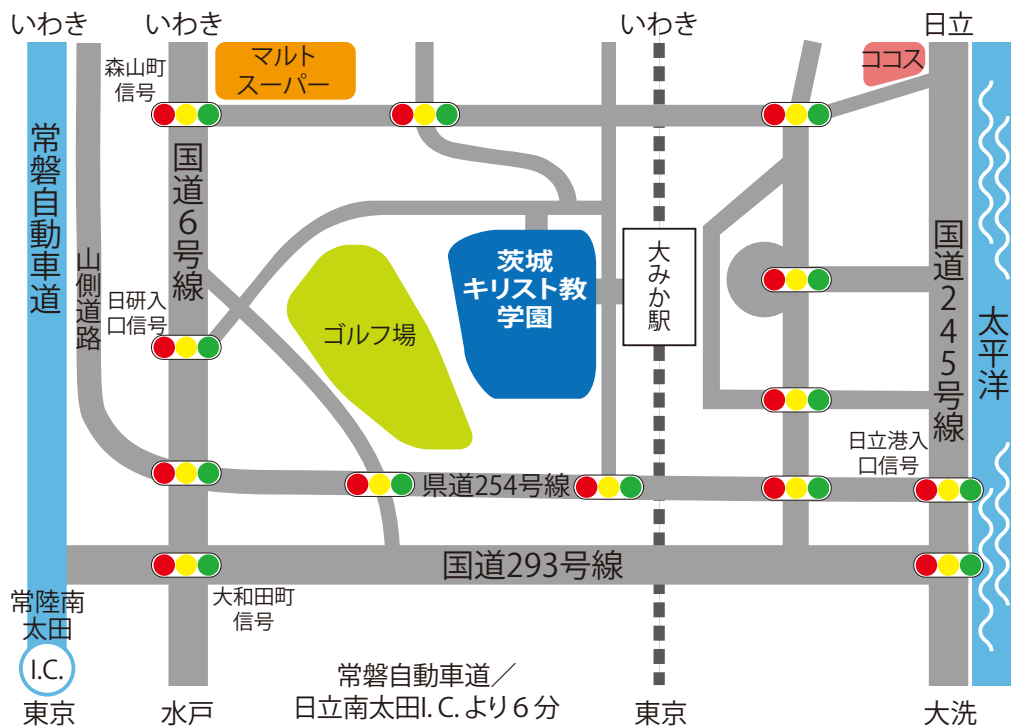 いわき
いわき
いわき
日立
森山町
信号
マルト
スーパー
ココス
常磐自動車道
山側道路
国道6号線
日研入
口信号
ゴルフ場
茨城
キリスト教
学園
大みか駅
国道245号線
太平洋
日立港入
口信号
県道254号線
国道293号線
大和田町
信号
常陸南
太田
I.C.
東京
水戸
常磐自動車道／
日立南太田I.C.より6分
東京
大洗